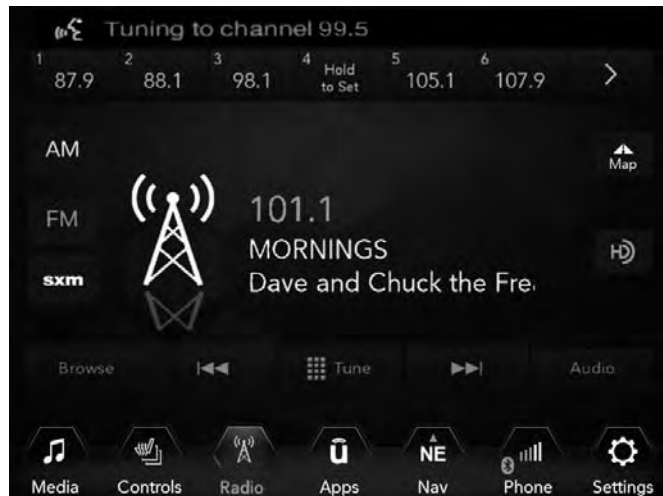 Tuning to channel 99.5
1 87.9 2 88.1 3 98.1 4 Hold to Set 5 105.1 6 107.9
AM
Map
FM
101.1
MORNINGS
HD
sxm
Dave and Chuck the Fre
Browse Tune Audio
ū NE
Media Controls Radio Apps Nav Phone Settings